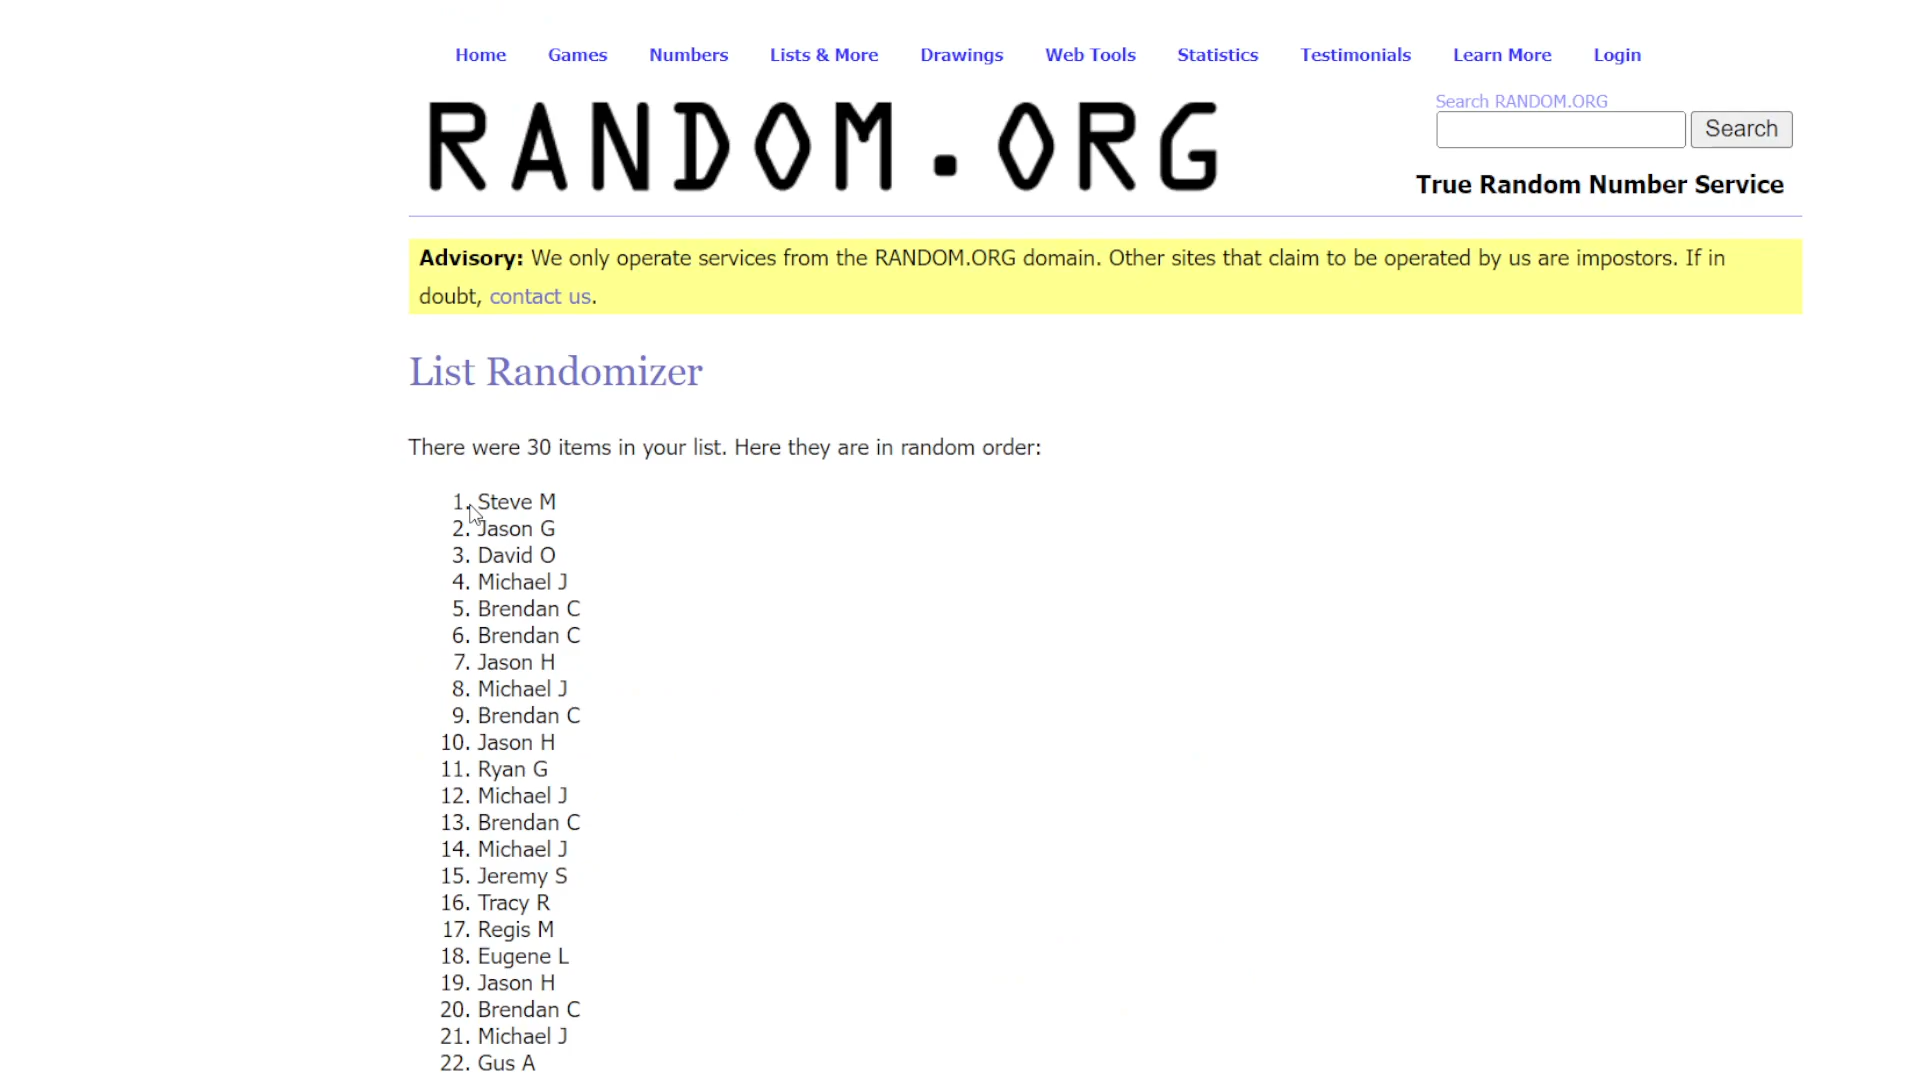 Home Games Numbers Lists & More Drawings Web Tools Statistics Testimonials Learn More Login
RANDOM.ORG
Search RANDOM.ORG
Search
True Random Number Service
Advisory: We only operate services from the RANDOM.ORG domain. Other sites that claim to be operated by us are impostors. If in
doubt, contact us.
List Randomizer
There were 30 items in your list. Here they are in random order:
1. Steve M
2. Jason G
3. David O
4. Michael J
5. Brendan C
6. Brendan C
7. Jason H
8. Michael J
9. Brendan C
10. Jason H
11. Ryan G
12. Michael J
13. Brendan C
14. Michael J
15. Jeremy S
16. Tracy R
17. Regis M
18. Eugene L
19. Jason H
20. Brendan C
21. Michael J
22. Gus A